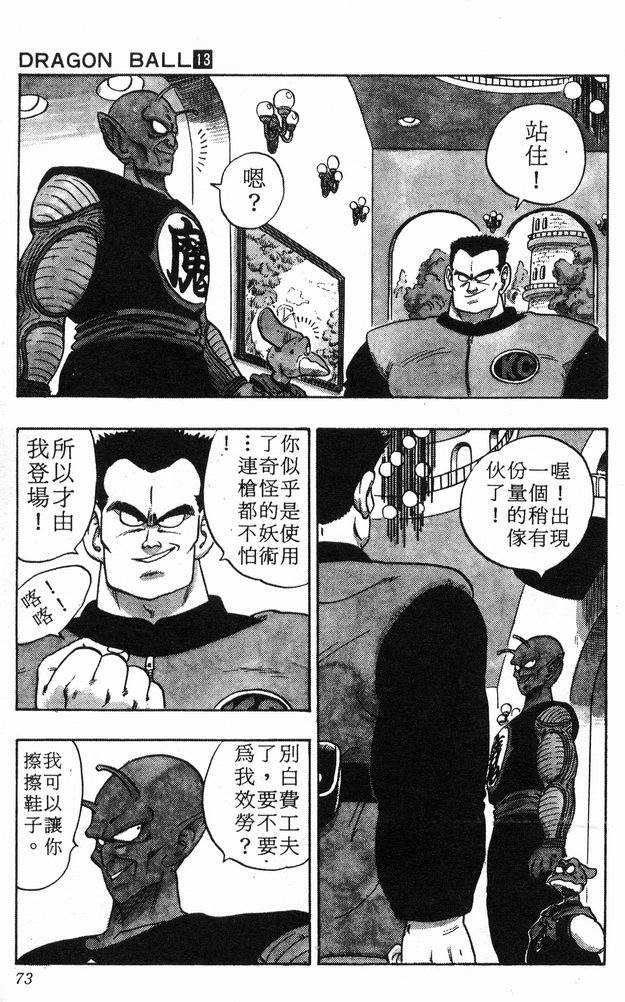 DRAGON BALL 13
站住！
嗯？
魔
KC
喔！出現
一個稍有
份量的傢
伙了！
你似乎是使用
了奇怪的妖術
…連槍都不怕
！
所以才由
我登場！
喀！
喀！
別白費工夫
了，要不要
爲我效勞？
我可以讓你
擦擦鞋子。
73